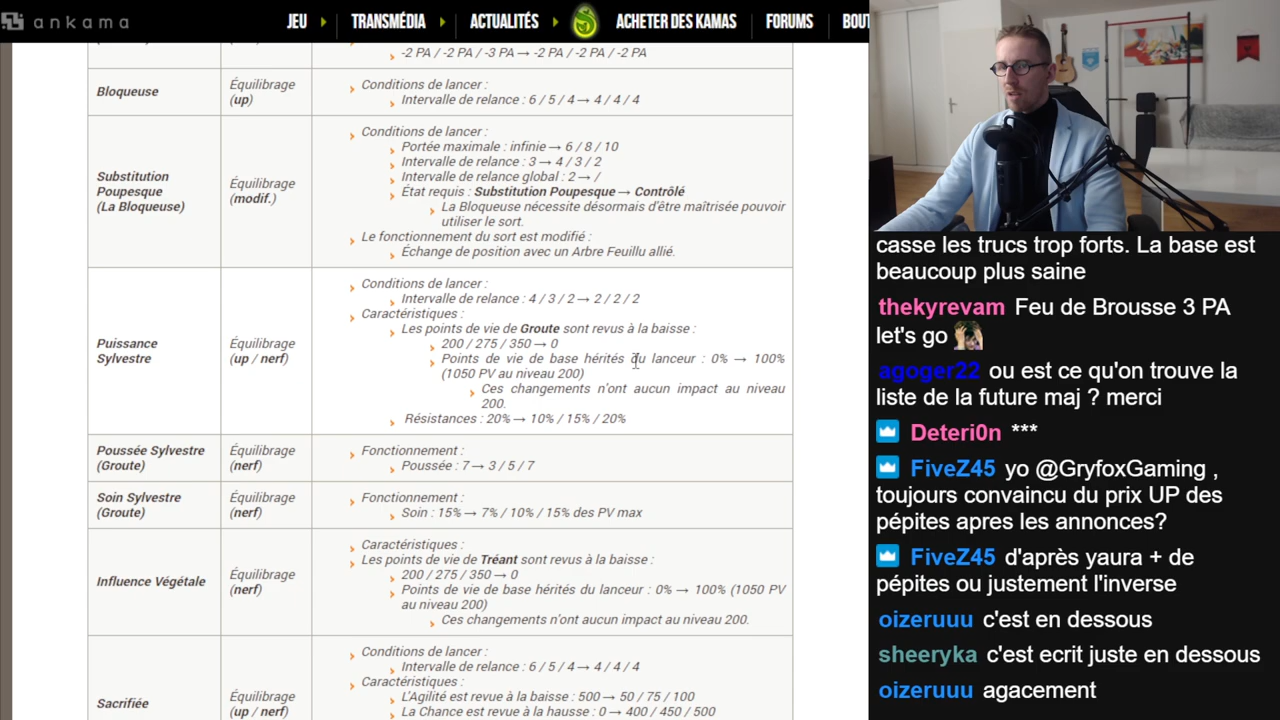 ankama
JEU TRANSMÉDIA ACTUALITÉS ACHETER DES KAMAS FORUMS BOUT
-2 PA / -2 PA / -3 PA → -2 PA / -2 PA / -2 PA
Bloqueuse
Équilibrage
(up)
Conditions de lancer :
Intervalle de relance : 6 / 5 / 4 → 4 / 4 / 4
Substitution
Poupesque
(La Bloqueuse)
Équilibrage
(modif.)
Conditions de lancer :
Portée maximale : infinie → 6 / 8 / 10
Intervalle de relance : 3 → 4 / 3 / 2
Intervalle de relance global : 2 → /
État requis : Substitution Poupesque → Contrôlé
La Bloqueuse nécessite désormais d'être maîtrisée pouvoir
utiliser le sort.
Le fonctionnement du sort est modifié :
Échange de position avec un Arbre Feuillu allié.
Puissance
Sylvestre
Équilibrage
(up / nerf)
Conditions de lancer :
Intervalle de relance : 4 / 3 / 2 → 2 / 2 / 2
Caractéristiques :
Les points de vie de Groute sont revus à la baisse :
200 / 275 / 350 → 0
Points de vie de base hérités du lanceur : 0% → 100%
(1050 PV au niveau 200)
Ces changements n'ont aucun impact au niveau
200.
Résistances : 20% → 10% / 15% / 20%
Poussée Sylvestre
(Groute)
Équilibrage
(nerf)
Fonctionnement :
Poussée : 7 → 3 / 5 / 7
Soin Sylvestre
(Groute)
Équilibrage
(nerf)
Fonctionnement :
Soin : 15% → 7% / 10% / 15% des PV max
Influence Végétale
Équilibrage
(nerf)
Caractéristiques :
Les points de vie de Tréant sont revus à la baisse :
200 / 275 / 350 → 0
Points de vie de base hérités du lanceur : 0% → 100% (1050 PV
au niveau 200)
Ces changements n'ont aucun impact au niveau 200.
Sacrifiée
Équilibrage
(up / nerf)
Conditions de lancer :
Intervalle de relance : 6 / 5 / 4 → 4 / 4 / 4
Caractéristiques :
L'Agilité est revue à la baisse : 500 → 50 / 75 / 100
La Chance est revue à la hausse : 0 → 400 / 450 / 500
casse les trucs trop forts. La base est
beaucoup plus saine
thekyrevam Feu de Brousse 3 PA
let's go
agoger22 ou est ce qu'on trouve la
liste de la future maj ? merci
Deteri0n ***
FiveZ45 yo @GryfoxGaming ,
toujours convaincu du prix UP des
pépites apres les annonces?
FiveZ45 d'après yaura + de
pépites ou justement l'inverse
oizeruuu c'est en dessous
sheeryka c'est ecrit juste en dessous
oizeruuu agacement